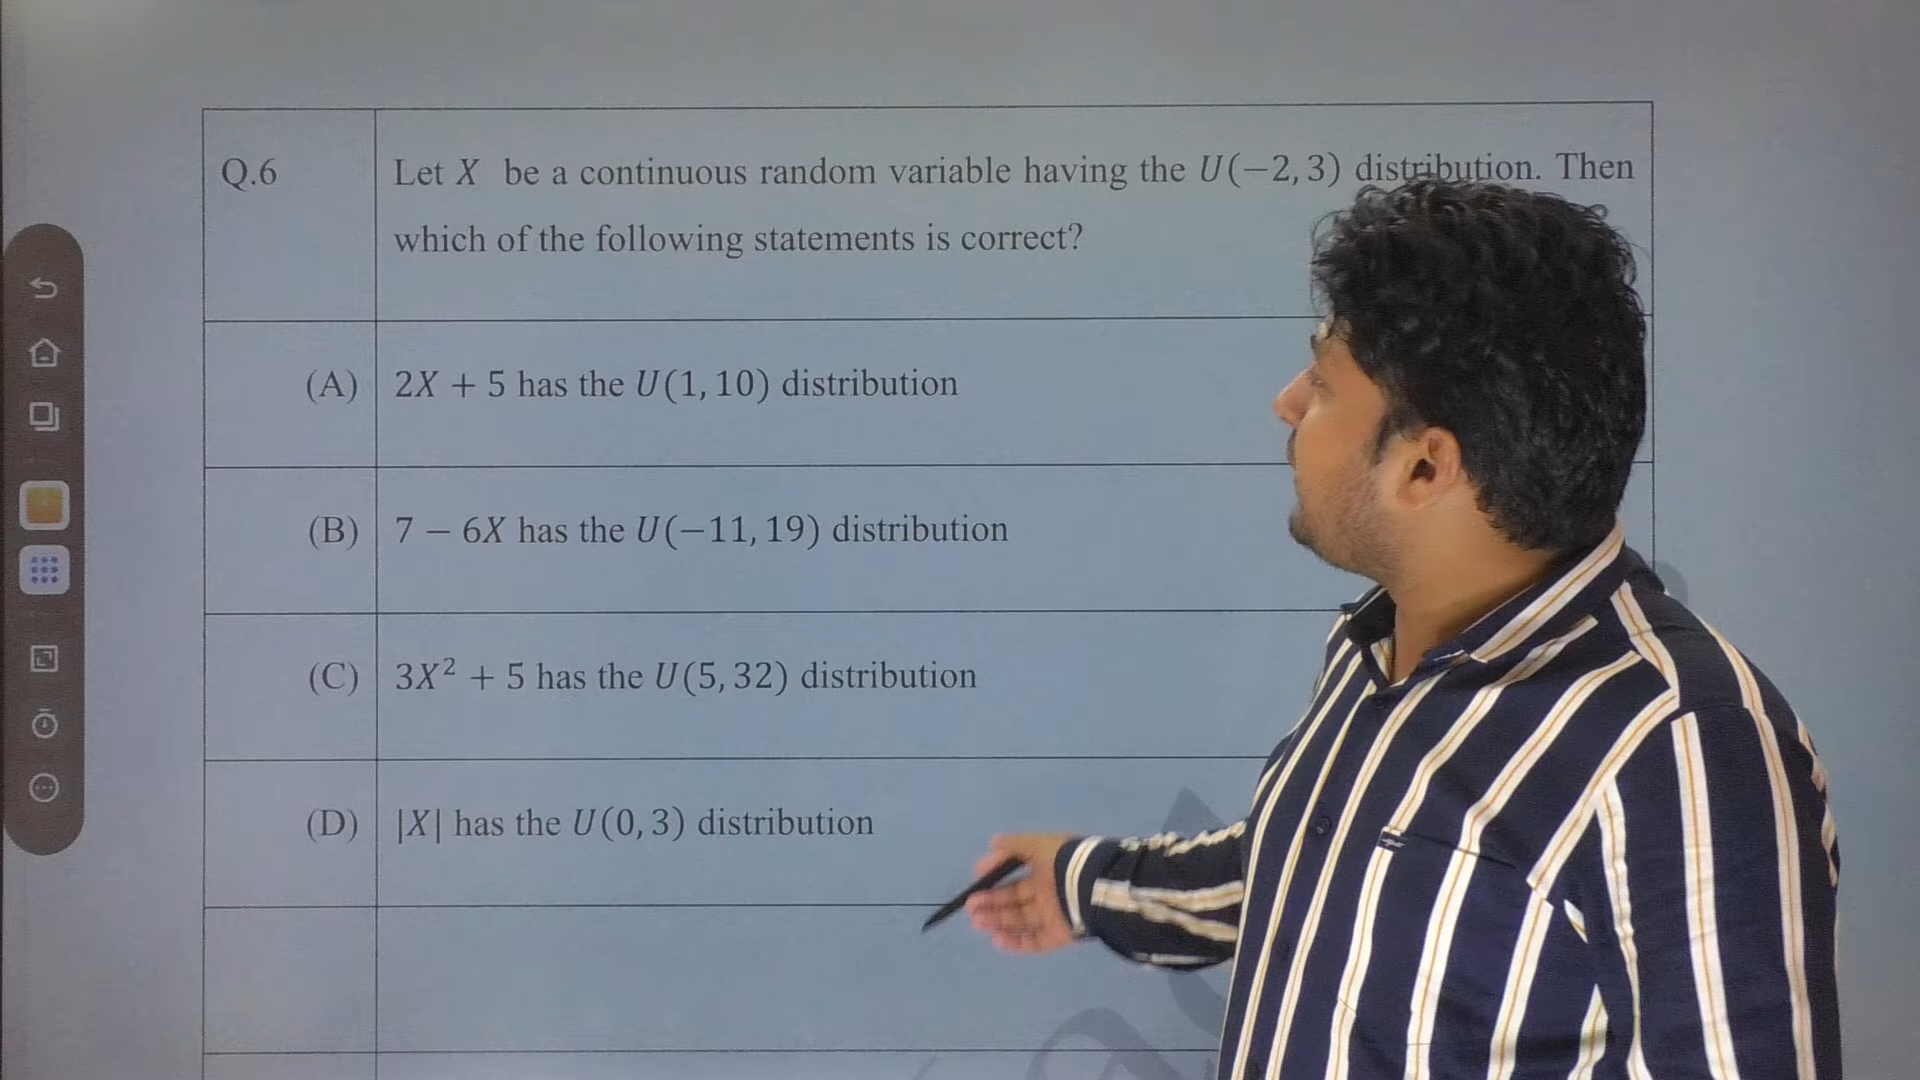 Q.6 Let X be a continuous random variable having the U(−2, 3) distribution. Then
which of the following statements is correct?
(A) 2X + 5 has the U(1, 10) distribution
(B) 7 − 6X has the U(−11, 19) distribution
(C) 3X² + 5 has the U(5, 32) distribution
(D) |X| has the U(0, 3) distribution